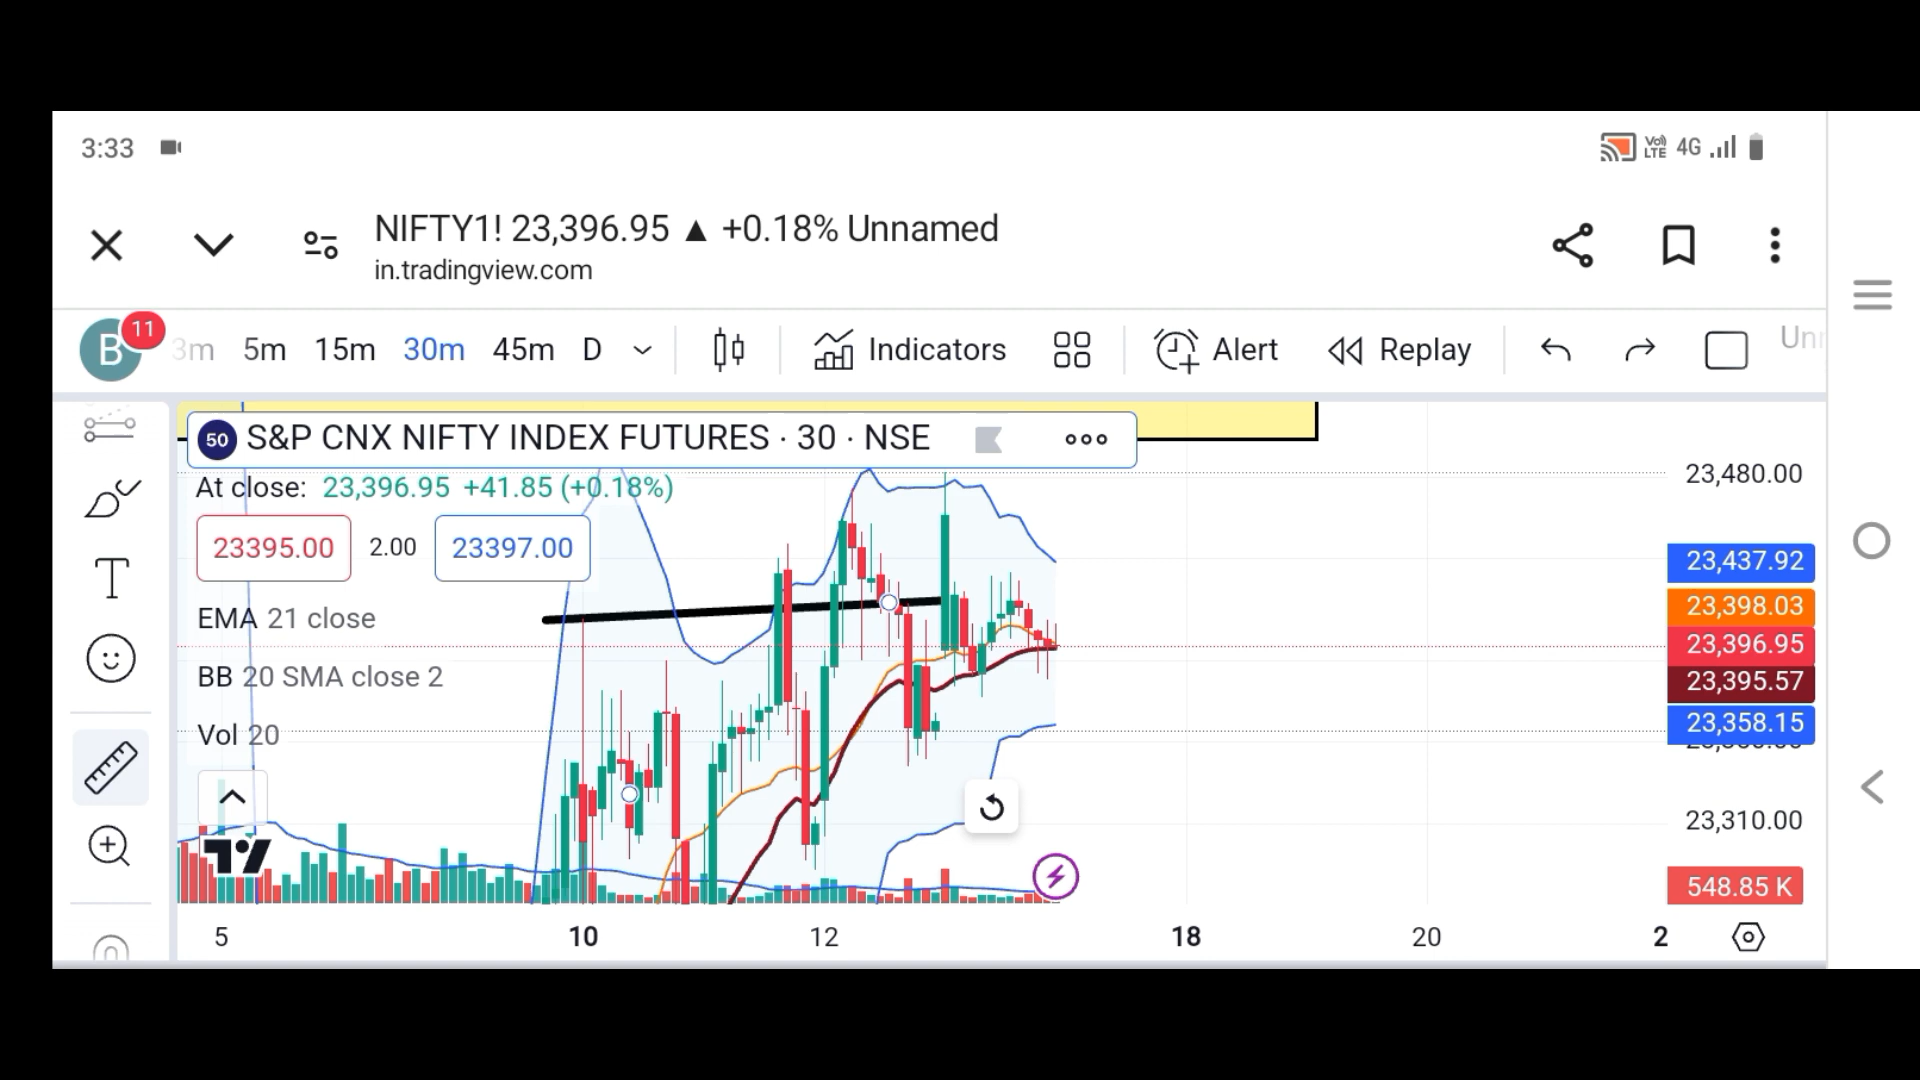 3:33 Vo) LTE 4G
NIFTY1! 23,396.95 ▲ +0.18% Unnamed
in.tradingview.com
B 11 3m 5m 15m 30m 45m D Indicators Alert Replay
50 S&P CNX NIFTY INDEX FUTURES · 30 · NSE
At close: 23,396.95 +41.85 (+0.18%)
23395.00 2.00 23397.00
EMA 21 close
BB 20 SMA close 2
Vol 20
23,480.00
23,437.92
23,398.03
23,396.95
23,395.57
23,358.15
23,310.00
548.85 K
5 10 12 18 20 2